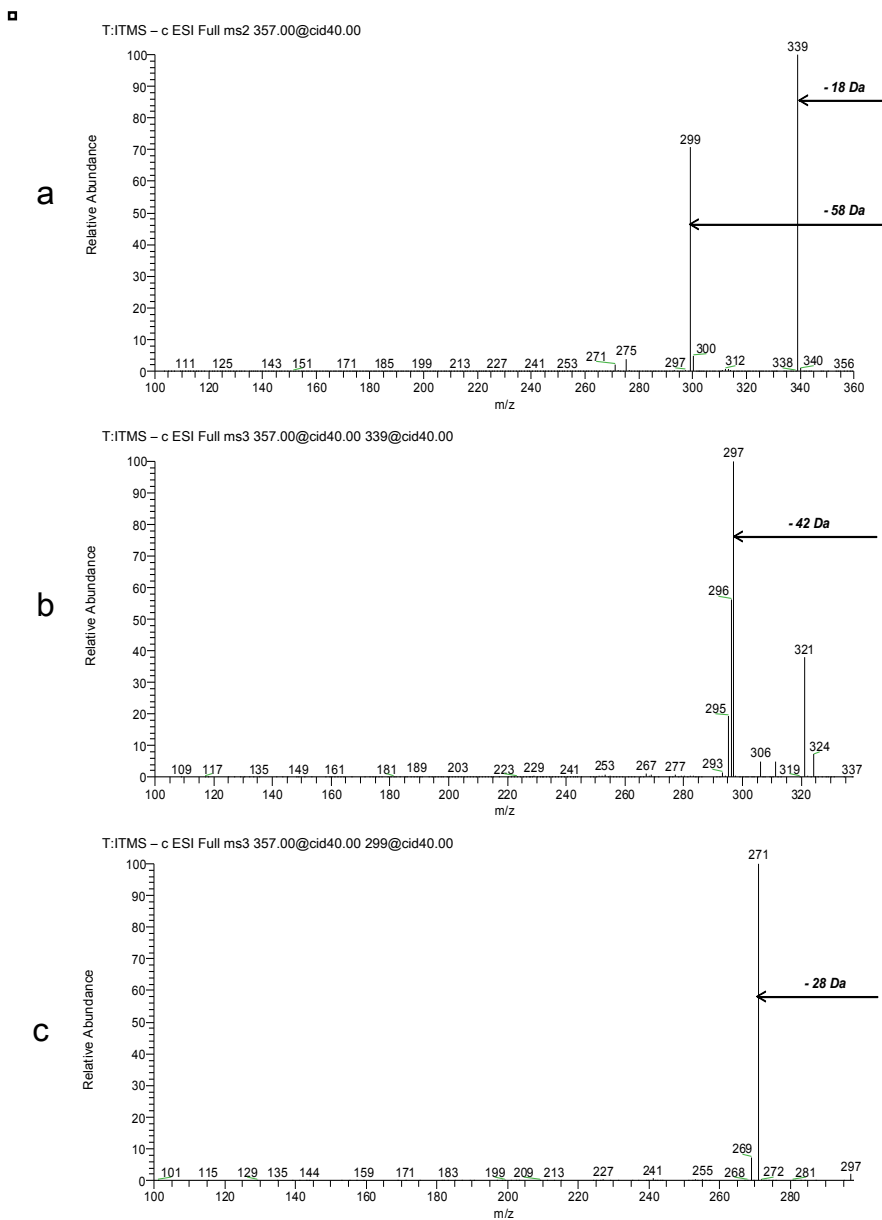 T:ITMS – c ESI Full ms2 357.00@cid40.00
339
100
- 18 Da
90
80
299
70
a
60
- 58 Da
50
Relative Abundance
40
30
20
10
111 125 143 151 171 185 199 213 227 241 253 271 275 297 300 312 338 340 356
0
100 120 140 160 180 200 220 240 260 280 300 320 340 360
m/z
T:ITMS – c ESI Full ms3 357.00@cid40.00 339@cid40.00
297
100
90
- 42 Da
80
70
b
296
60
50
Relative Abundance
321
40
30
295
20
10
109 117 135 149 161 181 189 203 223 229 241 253 267 277 293 306 319 324 337
0
100 120 140 160 180 200 220 240 260 280 300 320
m/z
T:ITMS – c ESI Full ms3 357.00@cid40.00 299@cid40.00
271
100
90
80
70
- 28 Da
60
c
50
Relative Abundance
40
30
20
10
101 115 129 135 144 159 171 183 199 209 213 227 241 255 268 269 272 281 297
0
100 120 140 160 180 200 220 240 260 280
m/z